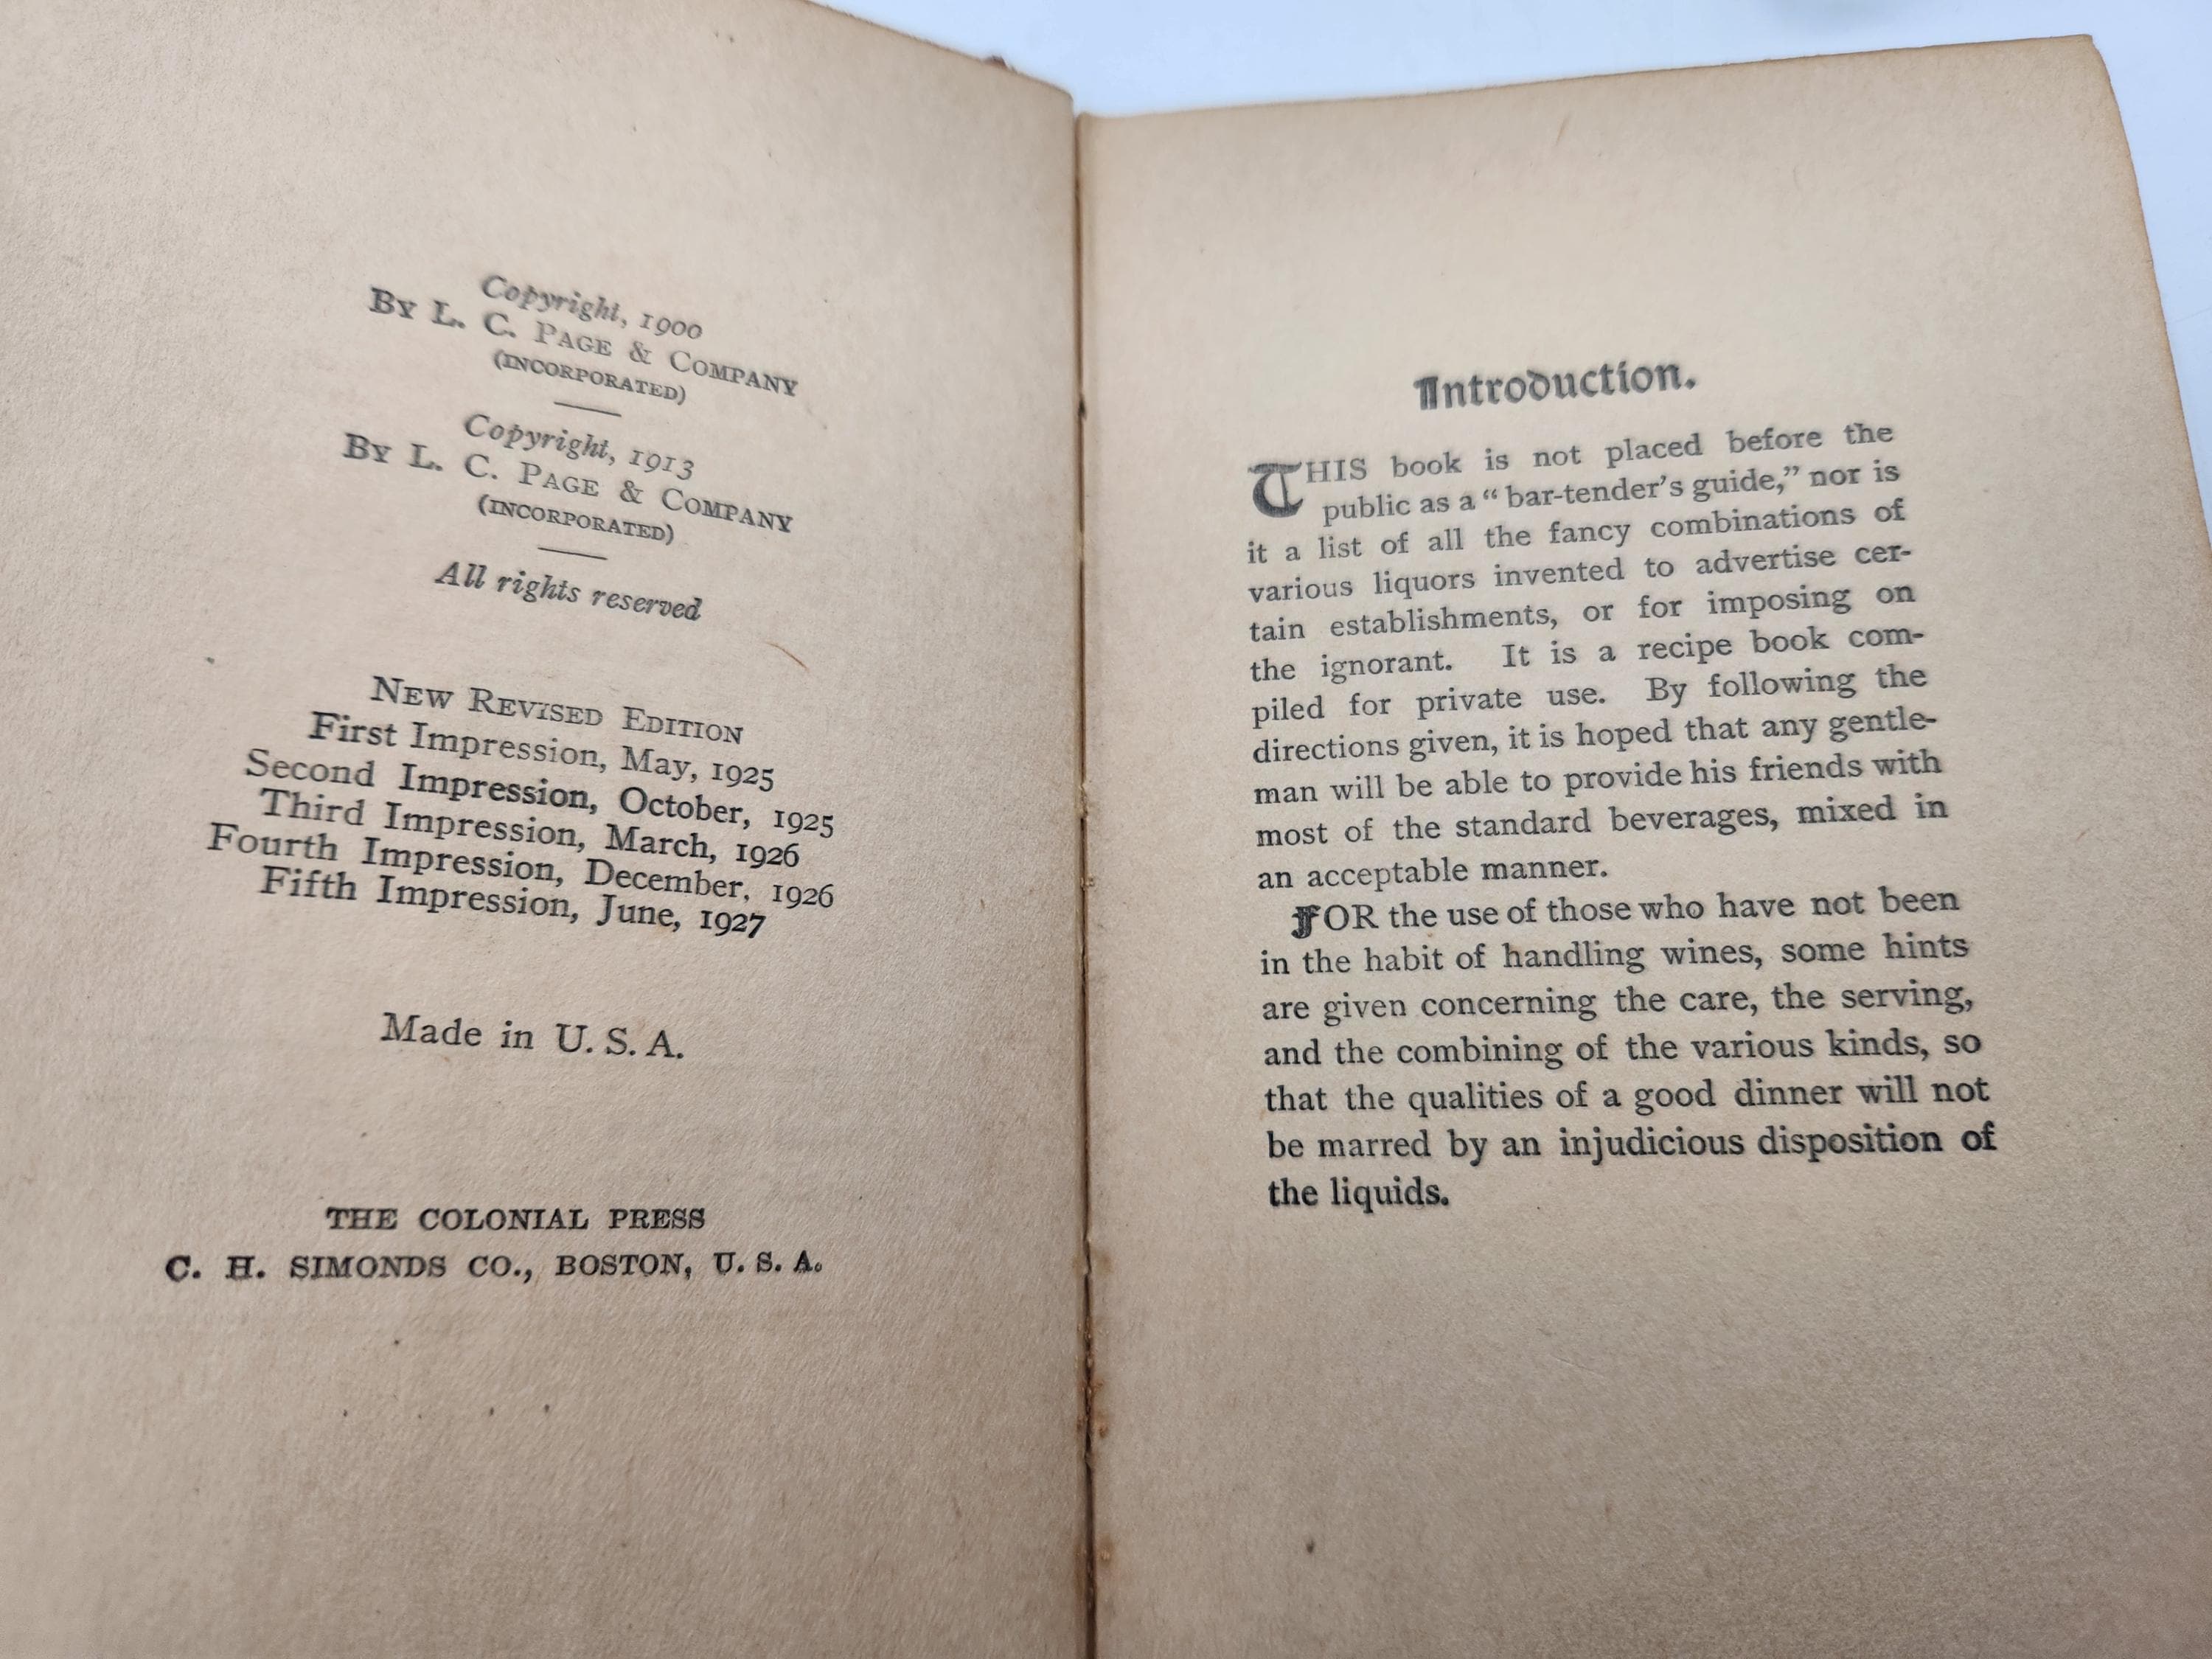 Copyright, 1900
By L. C. Page & Company
(INCORPORATED)
Copyright, 1913
By L. C. Page & Company
(INCORPORATED)
All rights reserved
New Revised Edition
First Impression, May, 1925
Second Impression, October, 1925
Third Impression, March, 1926
Fourth Impression, December, 1926
Fifth Impression, June, 1927
Made in U. S. A.
THE COLONIAL PRESS
C. H. SIMONDS CO., BOSTON, U. S. A.
Introduction.
THIS book is not placed before the
public as a “ bar-tender’s guide,” nor is
it a list of all the fancy combinations of
various liquors invented to advertise cer-
tain establishments, or for imposing on
the ignorant. It is a recipe book com-
piled for private use. By following the
directions given, it is hoped that any gentle-
man will be able to provide his friends with
most of the standard beverages, mixed in
an acceptable manner.
FOR the use of those who have not been
in the habit of handling wines, some hints
are given concerning the care, the serving,
and the combining of the various kinds, so
that the qualities of a good dinner will not
be marred by an injudicious disposition of
the liquids.